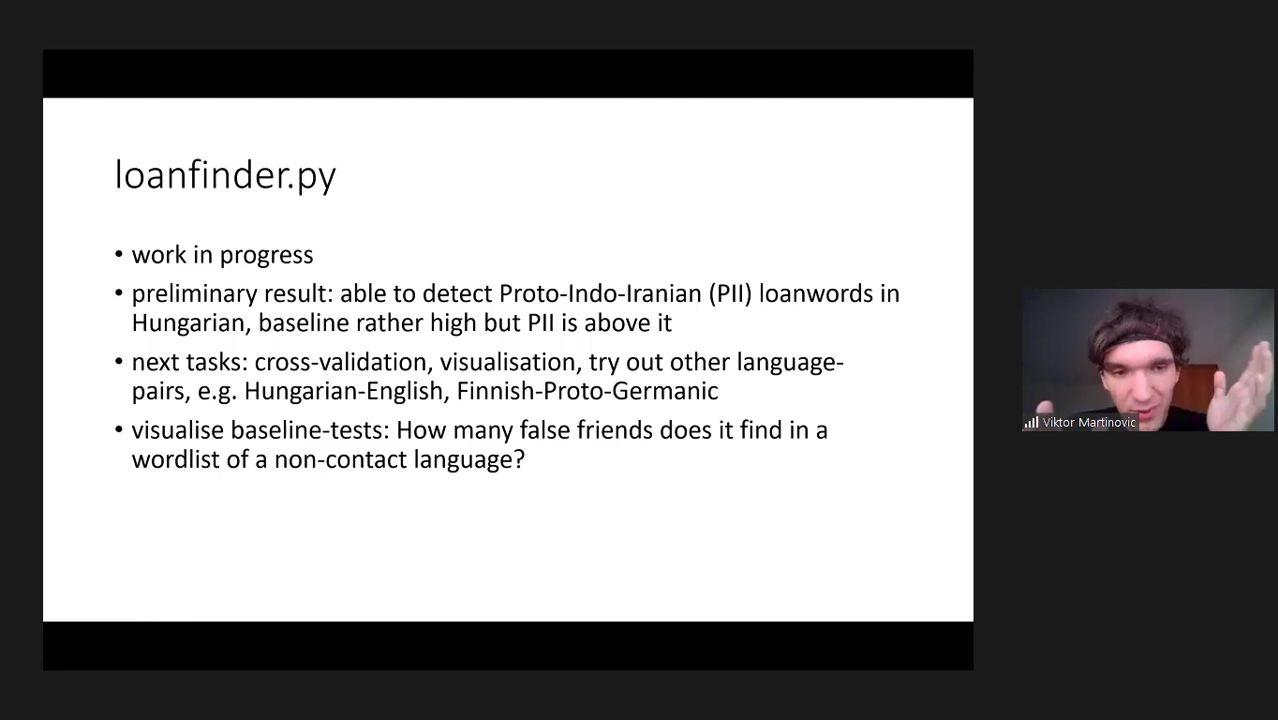 loanfinder.py
• work in progress
• preliminary result: able to detect Proto-Indo-Iranian (PII) loanwords in
Hungarian, baseline rather high but PII is above it
• next tasks: cross-validation, visualisation, try out other language-
pairs, e.g. Hungarian-English, Finnish-Proto-Germanic
• visualise baseline-tests: How many false friends does it find in a
wordlist of a non-contact language?
Viktor Martinovic